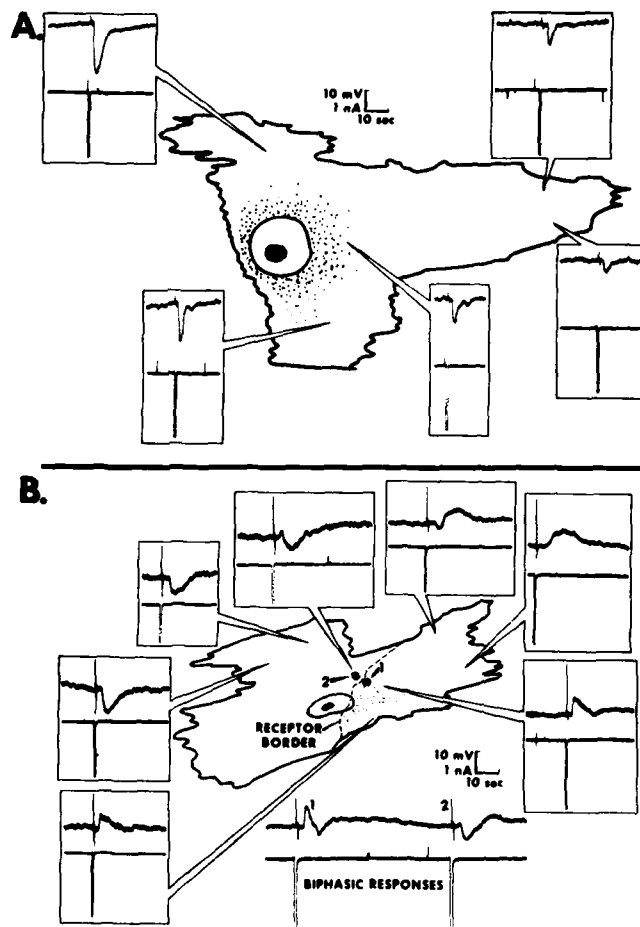 A.
10 mV
1 nA
10 sec
B.
1
2
RECEPTOR
BORDER
10 mV
1 nA
10 sec
1
2
BIPHASIC RESPONSES